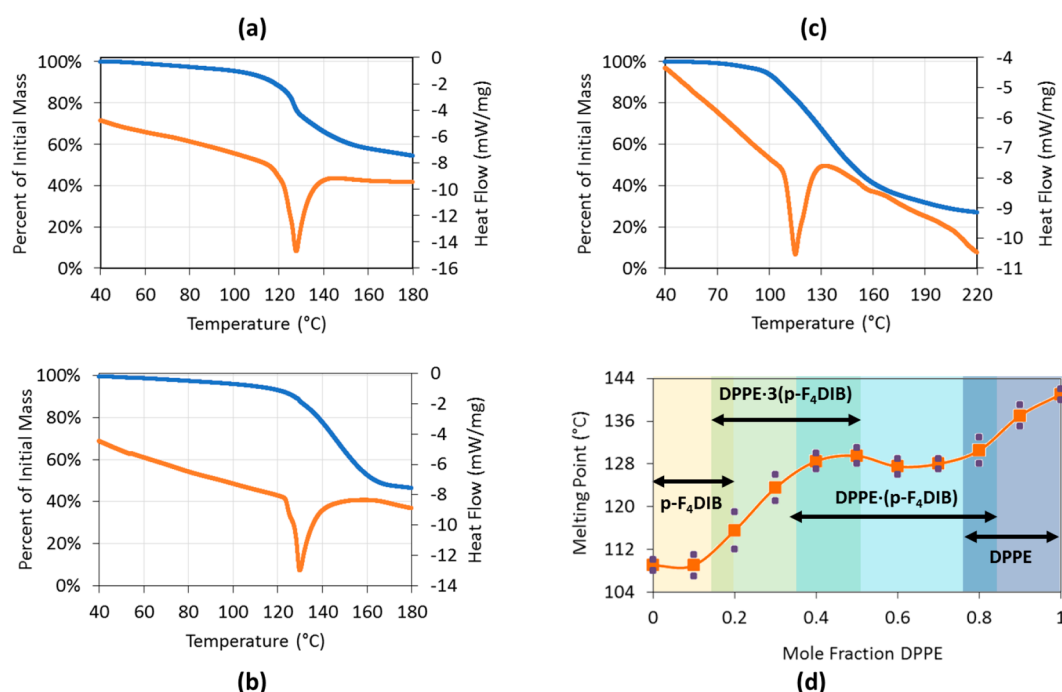 (a)
100%
80%
60%
40%
20%
0%
Percent of Initial Mass
0
-2
-4
-6
-8
-10
-12
-14
-16
Heat Flow (mW/mg)
40 60 80 100 120 140 160 180
Temperature (°C)
(c)
100%
80%
60%
40%
20%
0%
Percent of Initial Mass
-4
-5
-6
-7
-8
-9
-10
-11
Heat Flow (mW/mg)
40 70 100 130 160 190 220
Temperature (°C)
100%
80%
60%
40%
20%
0%
Percent of Initial Mass
0
-2
-4
-6
-8
-10
-12
-14
Heat Flow (mW/mg)
40 60 80 100 120 140 160 180
Temperature (°C)
(b)
144
136
128
120
112
104
Melting Point (°C)
DPPE·3(p-F₄DIB)
p-F₄DIB
DPPE·(p-F₄DIB)
DPPE
0 0.2 0.4 0.6 0.8 1
Mole Fraction DPPE
(d)